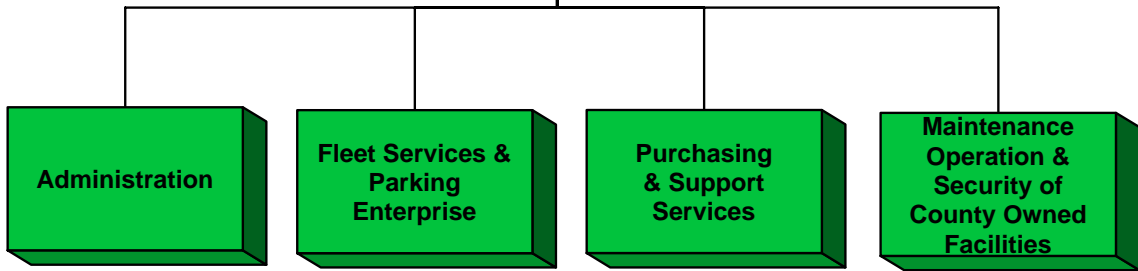 Administration
Fleet Services &
Parking
Enterprise
Purchasing
& Support
Services
Maintenance
Operation &
Security of
County Owned
Facilities